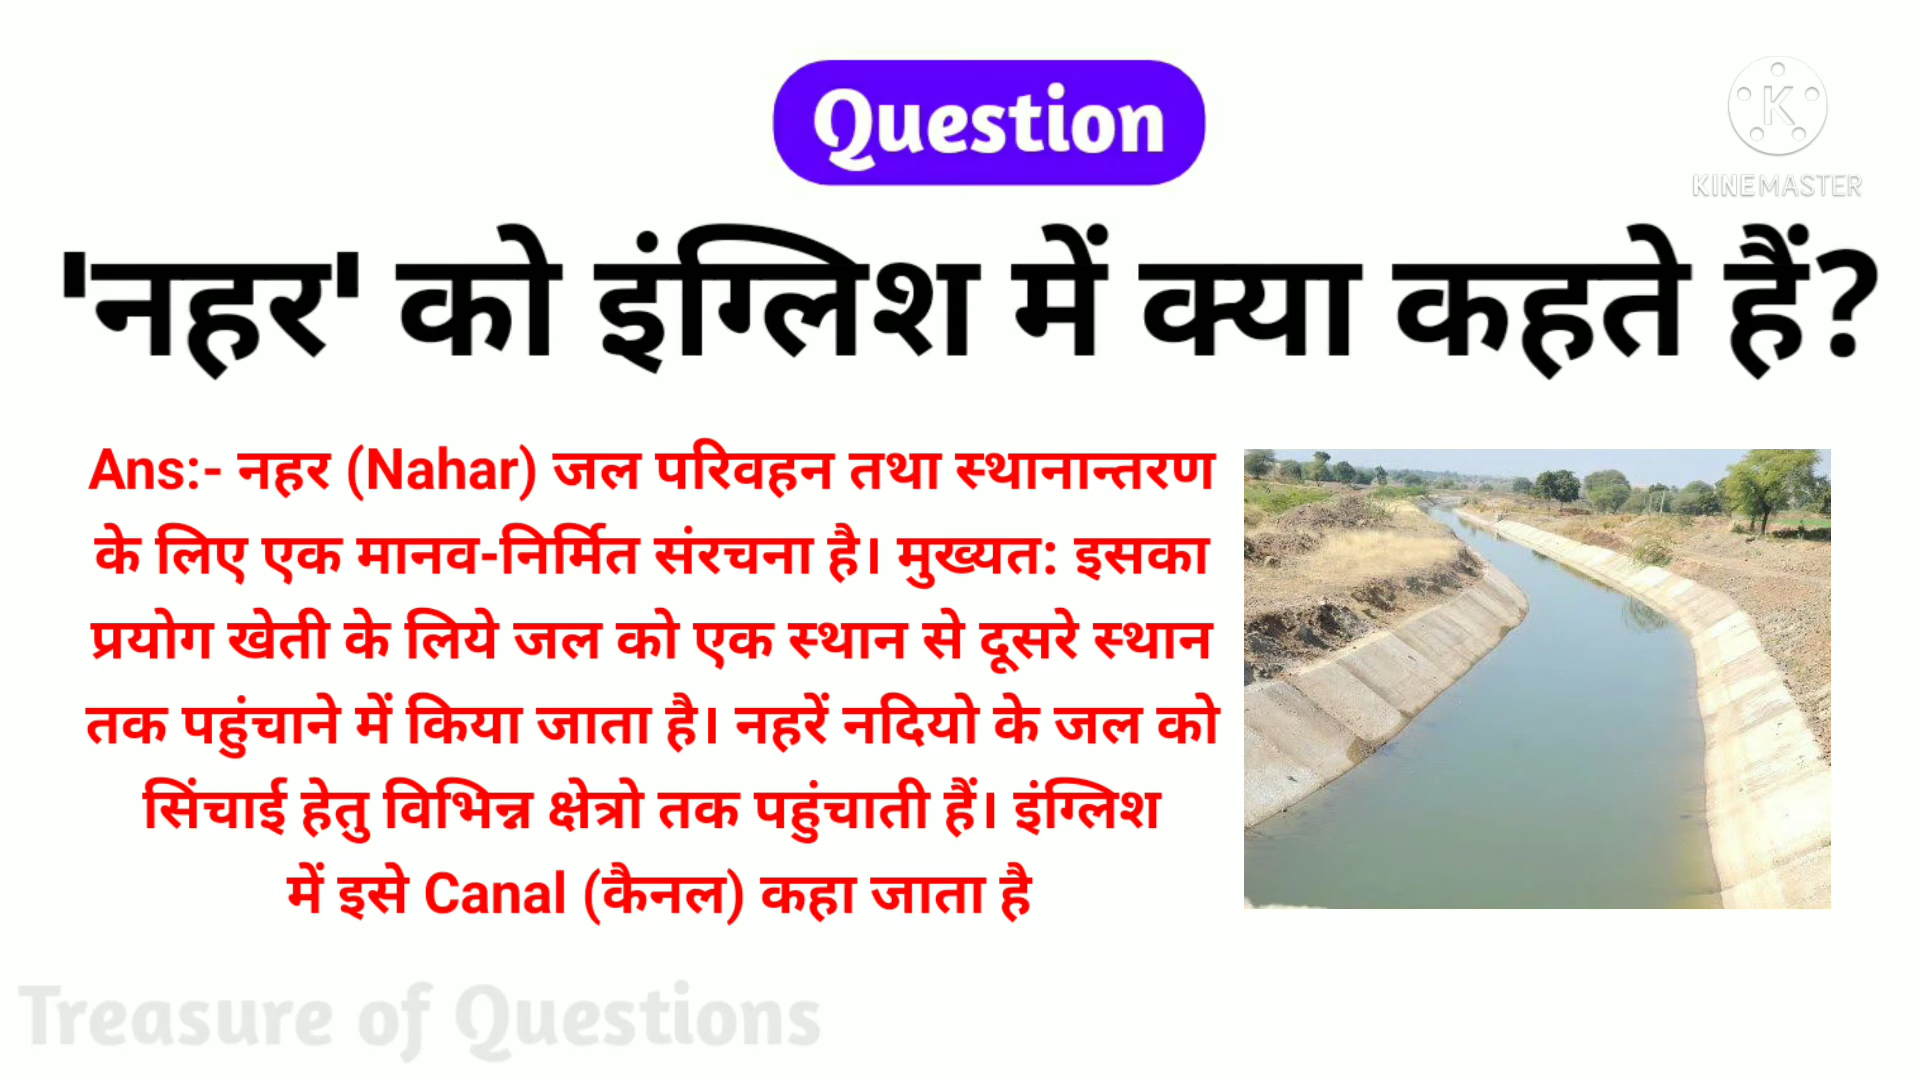 Question
K
KINEMASTER
'नहर' को इंग्लिश में क्या कहते हैं?
Ans:- नहर (Nahar) जल परिवहन तथा स्थानान्तरण
के लिए एक मानव-निर्मित संरचना है। मुख्यत: इसका
प्रयोग खेती के लिये जल को एक स्थान से दूसरे स्थान
तक पहुंचाने में किया जाता है। नहरें नदियो के जल को
सिंचाई हेतु विभिन्न क्षेत्रो तक पहुंचाती हैं। इंग्लिश
में इसे Canal (कैनल) कहा जाता है
Treasure of Questions